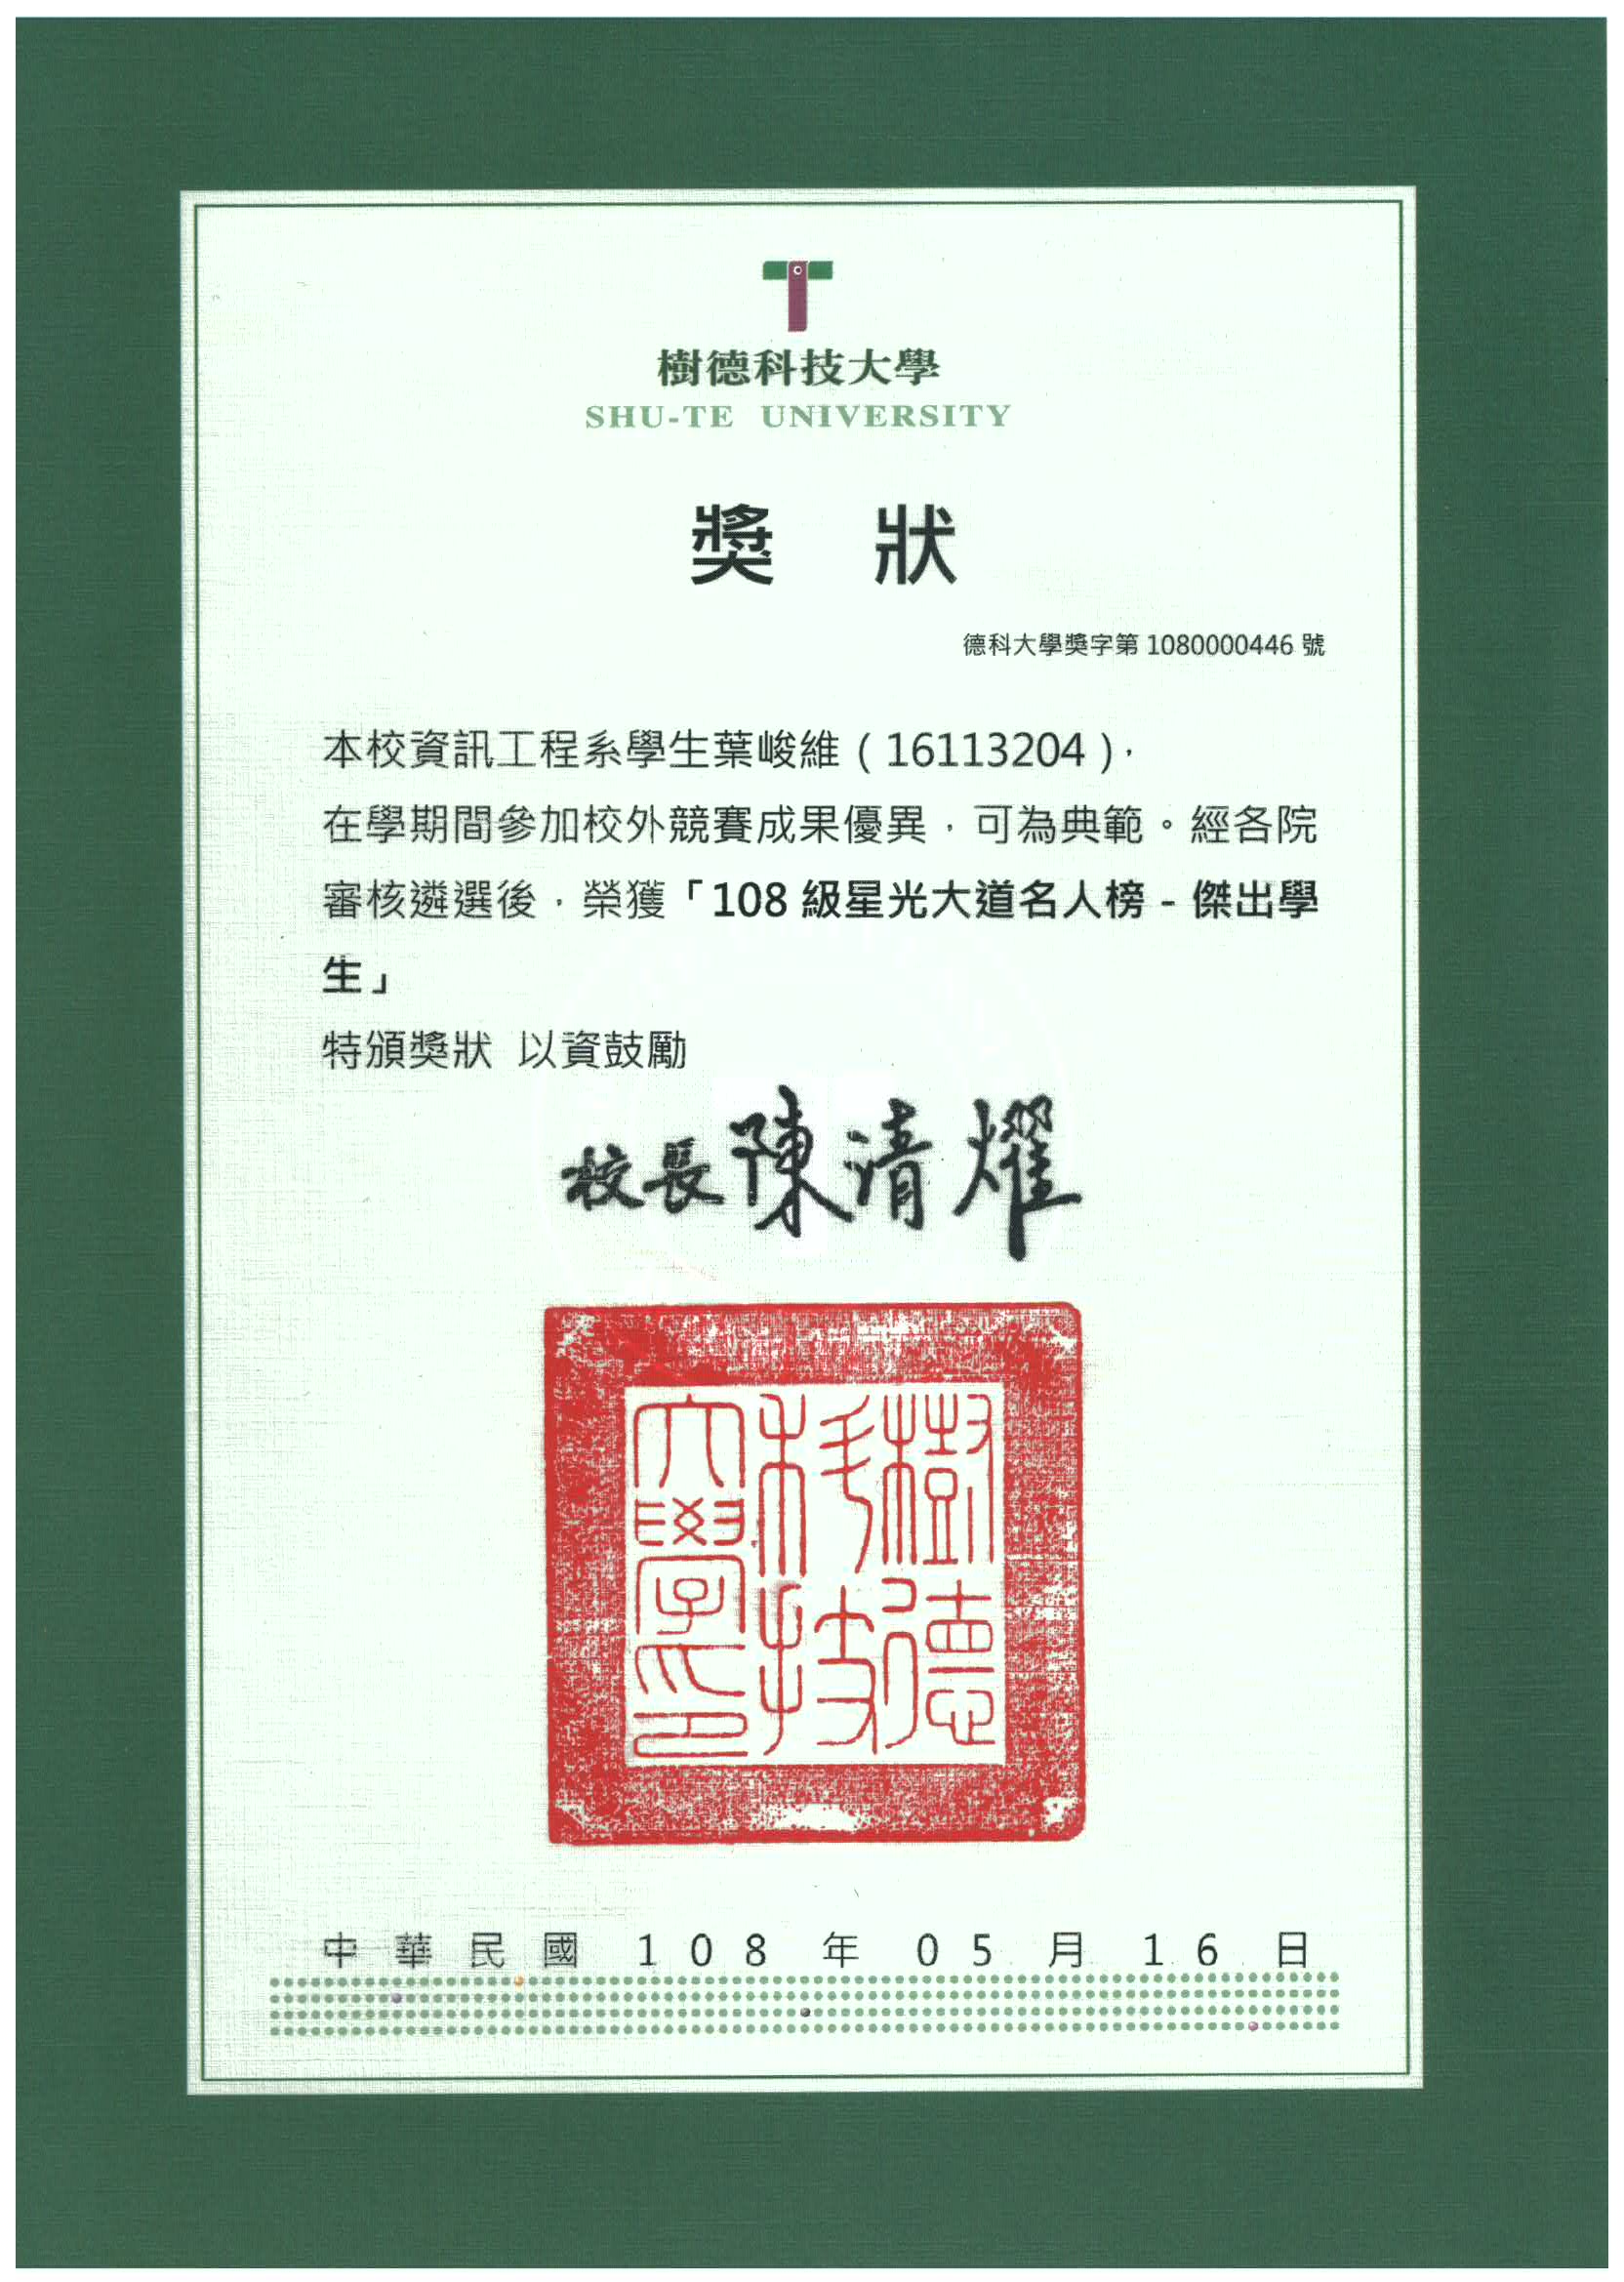 樹德科技大學
SHU-TE UNIVERSITY
獎 狀
德科大學獎字第 1080000446 號
本校資訊工程系學生葉峻維(16113204),
在學期間參加校外競賽成果優異,可為典範。經各院
審核遴選後,榮獲「108 級星光大道名人榜 - 傑出學
生」
特頒獎狀 以資鼓勵
校長陳清燿
樹德
科技
大學印
中華民國 108 年 05 月 16 日